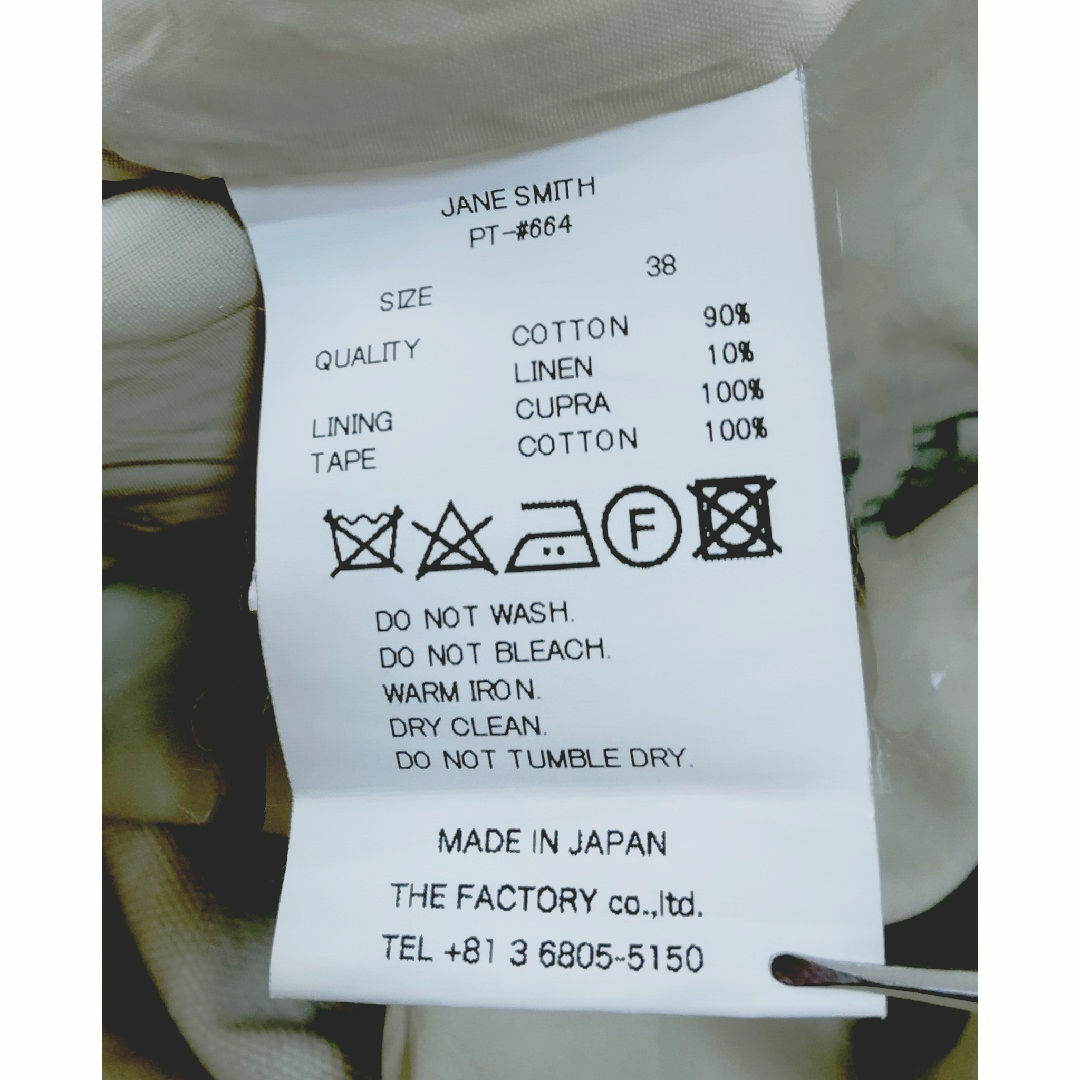 JANE SMITH
PT-#664
SIZE 38
QUALITY COTTON 90%
LINEN 10%
LINING CUPRA 100%
TAPE COTTON 100%
F
DO NOT WASH.
DO NOT BLEACH.
WARM IRON.
DRY CLEAN.
DO NOT TUMBLE DRY.
MADE IN JAPAN
THE FACTORY co.,ltd.
TEL +81 3 6805-5150